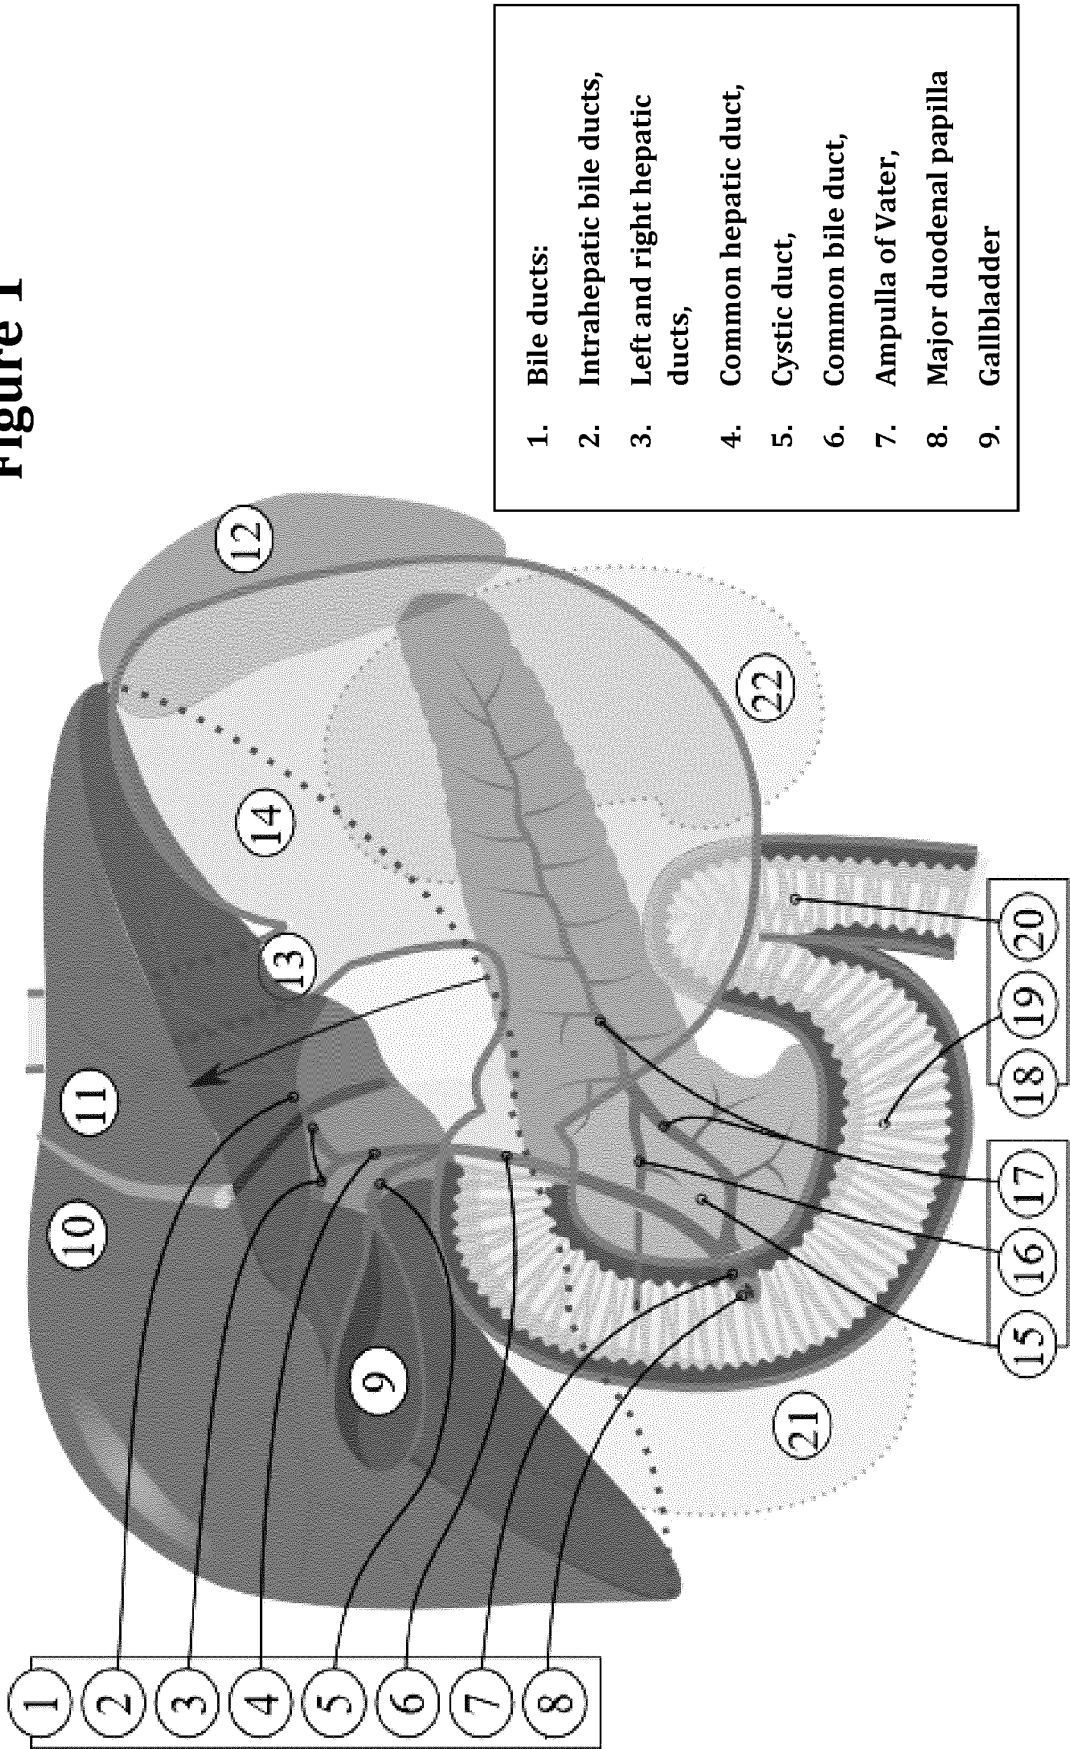 Figure 1
1
2
3
4
5
6
7
8
10
11
9
13
14
12
21
22
15
16
17
18
19
20
1. Bile ducts:
2. Intrahepatic bile ducts,
3. Left and right hepatic
ducts,
4. Common hepatic duct,
5. Cystic duct,
6. Common bile duct,
7. Ampulla of Vater,
8. Major duodenal papilla
9. Gallbladder